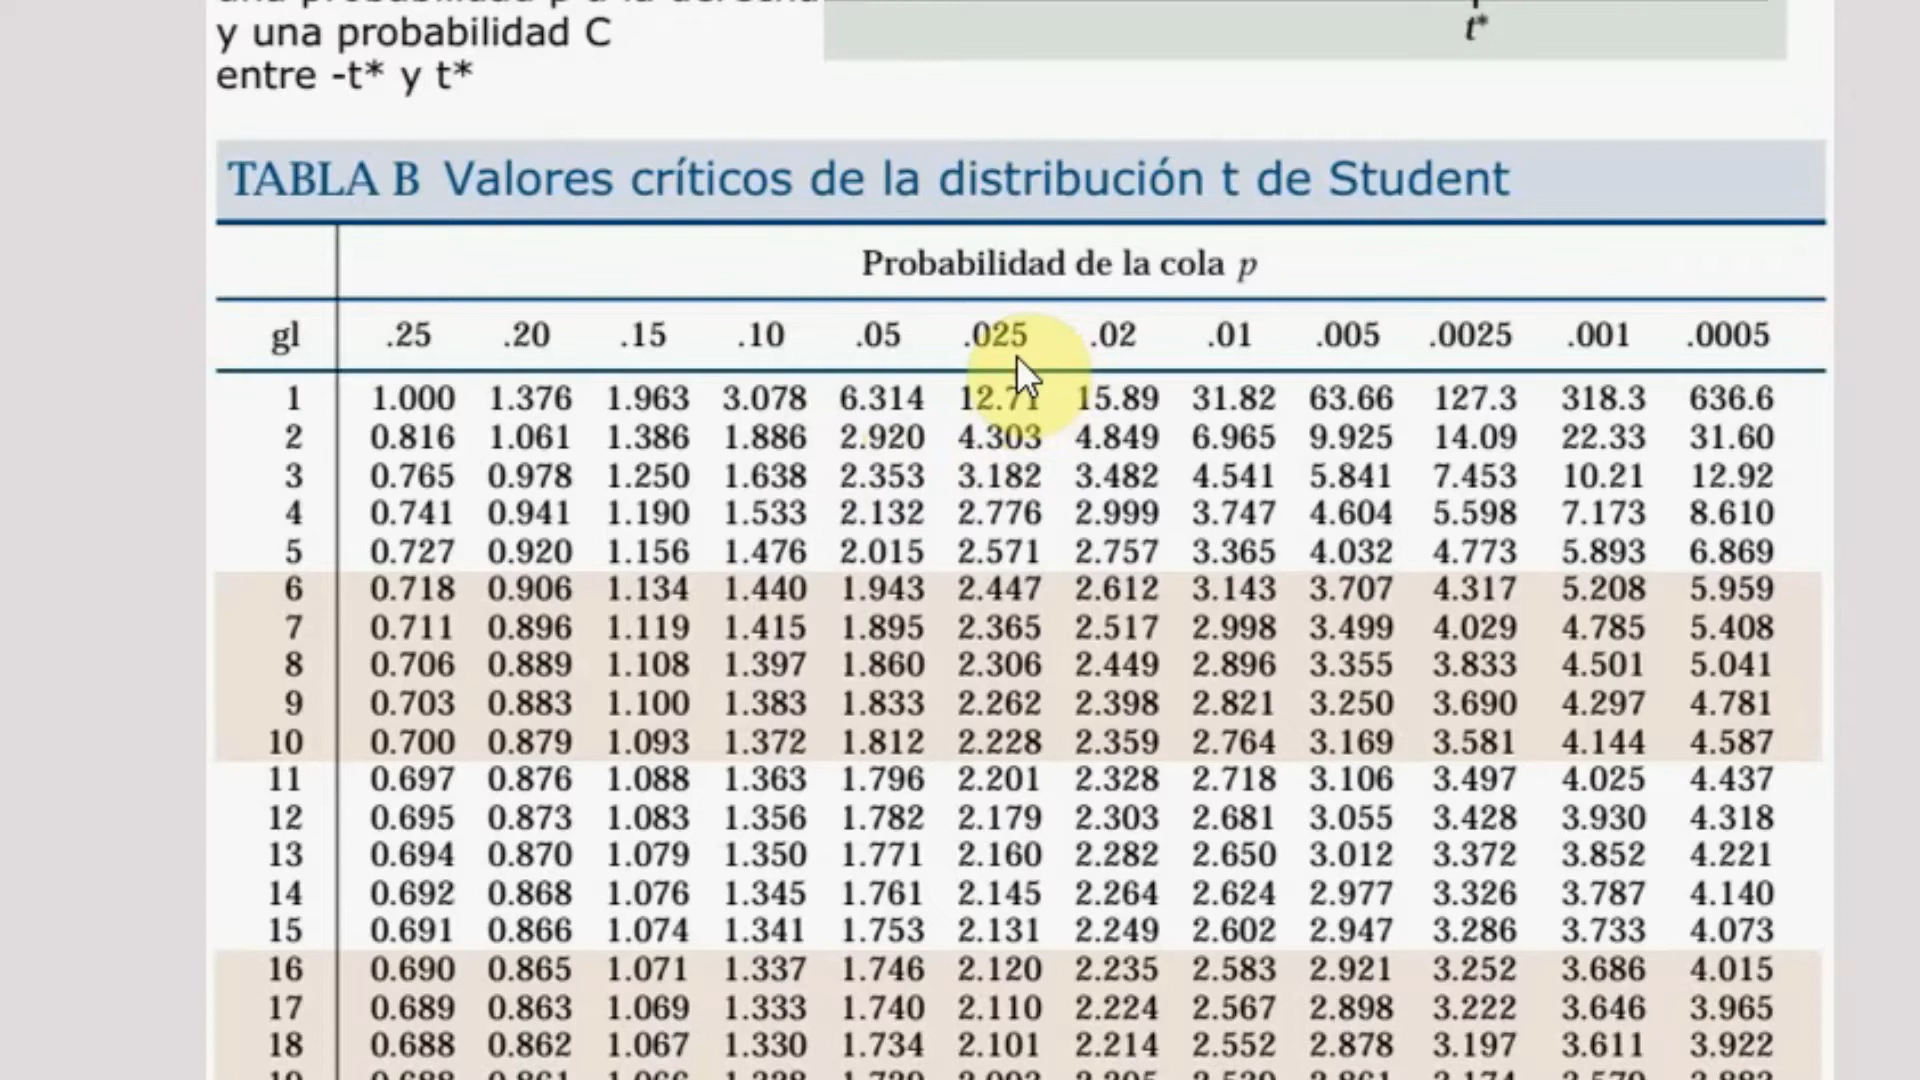 y una probabilidad C
entre -t* y t*
t*
TABLA B Valores críticos de la distribución t de Student
Probabilidad de la cola p
gl .25 .20 .15 .10 .05 .025 .02 .01 .005 .0025 .001 .0005
1 1.000 1.376 1.963 3.078 6.314 12.71 15.89 31.82 63.66 127.3 318.3 636.6
2 0.816 1.061 1.386 1.886 2.920 4.303 4.849 6.965 9.925 14.09 22.33 31.60
3 0.765 0.978 1.250 1.638 2.353 3.182 3.482 4.541 5.841 7.453 10.21 12.92
4 0.741 0.941 1.190 1.533 2.132 2.776 2.999 3.747 4.604 5.598 7.173 8.610
5 0.727 0.920 1.156 1.476 2.015 2.571 2.757 3.365 4.032 4.773 5.893 6.869
6 0.718 0.906 1.134 1.440 1.943 2.447 2.612 3.143 3.707 4.317 5.208 5.959
7 0.711 0.896 1.119 1.415 1.895 2.365 2.517 2.998 3.499 4.029 4.785 5.408
8 0.706 0.889 1.108 1.397 1.860 2.306 2.449 2.896 3.355 3.833 4.501 5.041
9 0.703 0.883 1.100 1.383 1.833 2.262 2.398 2.821 3.250 3.690 4.297 4.781
10 0.700 0.879 1.093 1.372 1.812 2.228 2.359 2.764 3.169 3.581 4.144 4.587
11 0.697 0.876 1.088 1.363 1.796 2.201 2.328 2.718 3.106 3.497 4.025 4.437
12 0.695 0.873 1.083 1.356 1.782 2.179 2.303 2.681 3.055 3.428 3.930 4.318
13 0.694 0.870 1.079 1.350 1.771 2.160 2.282 2.650 3.012 3.372 3.852 4.221
14 0.692 0.868 1.076 1.345 1.761 2.145 2.264 2.624 2.977 3.326 3.787 4.140
15 0.691 0.866 1.074 1.341 1.753 2.131 2.249 2.602 2.947 3.286 3.733 4.073
16 0.690 0.865 1.071 1.337 1.746 2.120 2.235 2.583 2.921 3.252 3.686 4.015
17 0.689 0.863 1.069 1.333 1.740 2.110 2.224 2.567 2.898 3.222 3.646 3.965
18 0.688 0.862 1.067 1.330 1.734 2.101 2.214 2.552 2.878 3.197 3.611 3.922